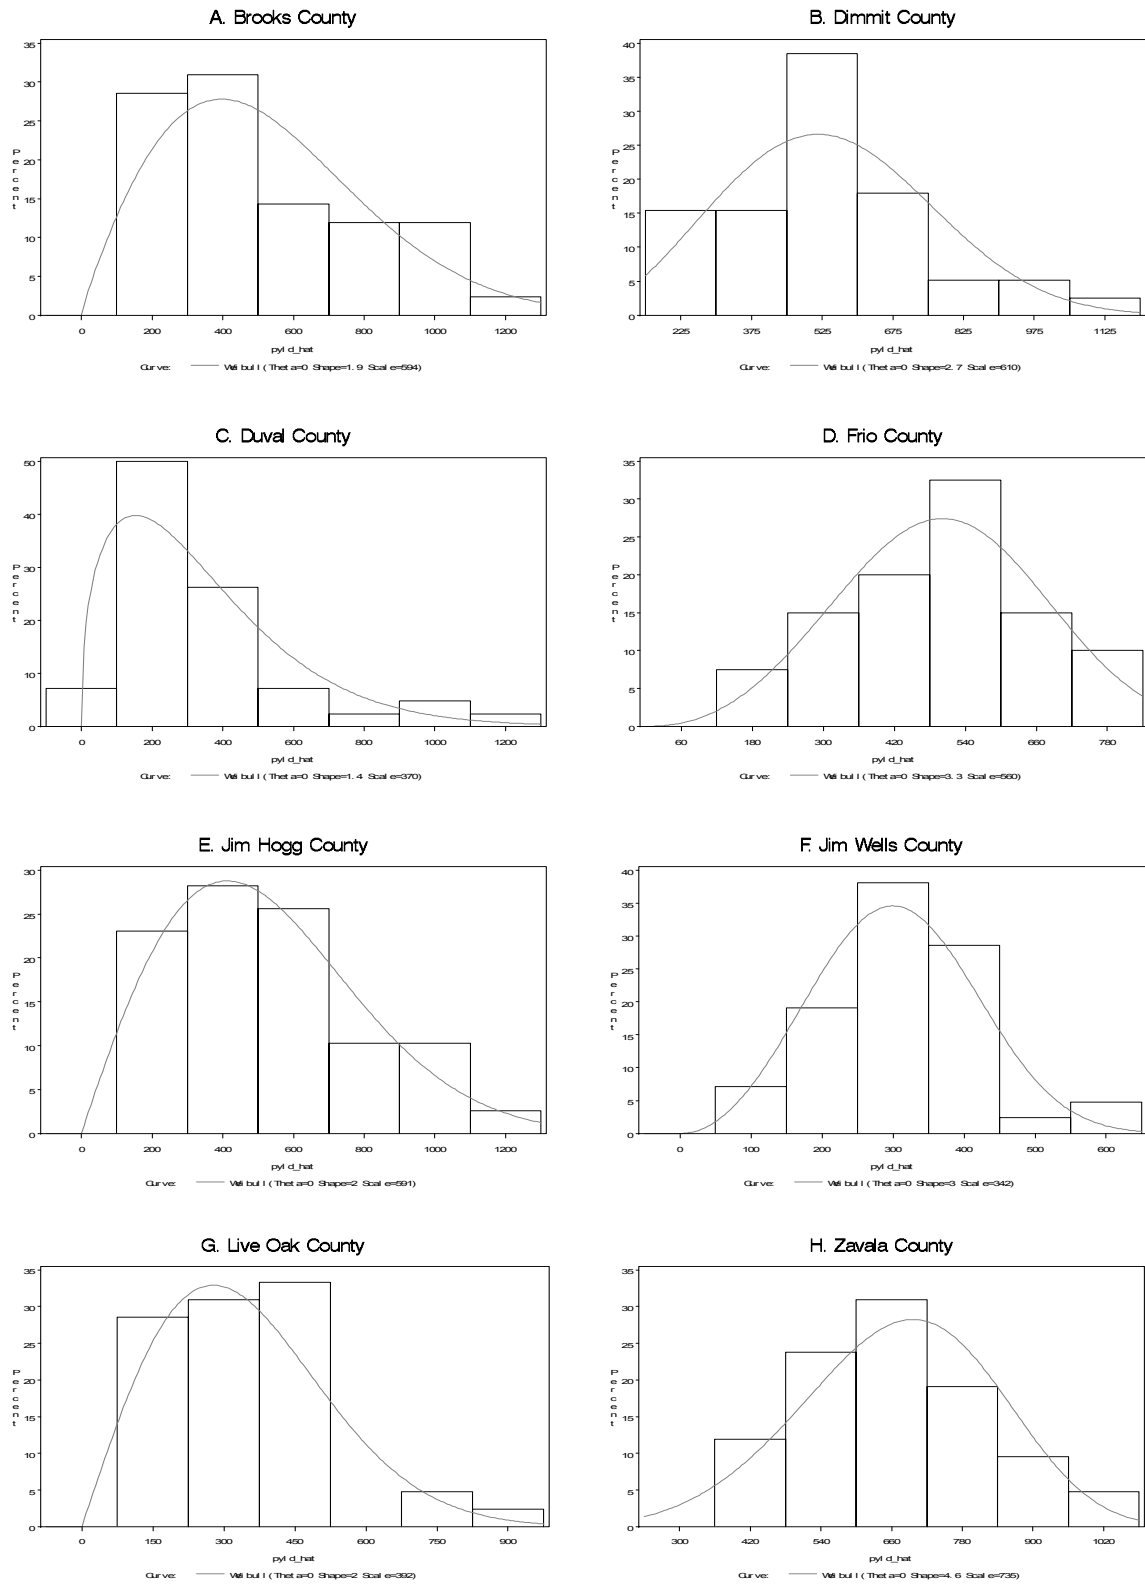 A. Brooks County
35
30
25
20
15
10
5
0
Percent
0 200 400 600 800 1000 1200
pyld_hat
Curve: Weibull(Theta=0 Shape=1.9 Scale=594)
B. Dimmit County
40
35
30
25
20
15
10
5
0
Percent
225 375 525 675 825 975 1125
pyld_hat
Curve: Weibull(Theta=0 Shape=2.7 Scale=610)
C. Duval County
50
40
30
20
10
0
Percent
0 200 400 600 800 1000 1200
pyld_hat
Curve: Weibull(Theta=0 Shape=1.4 Scale=370)
D. Frio County
35
30
25
20
15
10
5
0
Percent
60 180 300 420 540 660 780
pyld_hat
Curve: Weibull(Theta=0 Shape=3.3 Scale=560)
E. Jim Hogg County
30
25
20
15
10
5
0
Percent
0 200 400 600 800 1000 1200
pyld_hat
Curve: Weibull(Theta=0 Shape=2 Scale=591)
F. Jim Wells County
40
35
30
25
20
15
10
5
0
Percent
0 100 200 300 400 500 600
pyld_hat
Curve: Weibull(Theta=0 Shape=3 Scale=342)
G. Live Oak County
35
30
25
20
15
10
5
0
Percent
0 150 300 450 600 750 900
pyld_hat
Curve: Weibull(Theta=0 Shape=2 Scale=392)
H. Zavala County
35
30
25
20
15
10
5
0
Percent
300 420 540 660 780 900 1020
pyld_hat
Curve: Weibull(Theta=0 Shape=4.6 Scale=735)